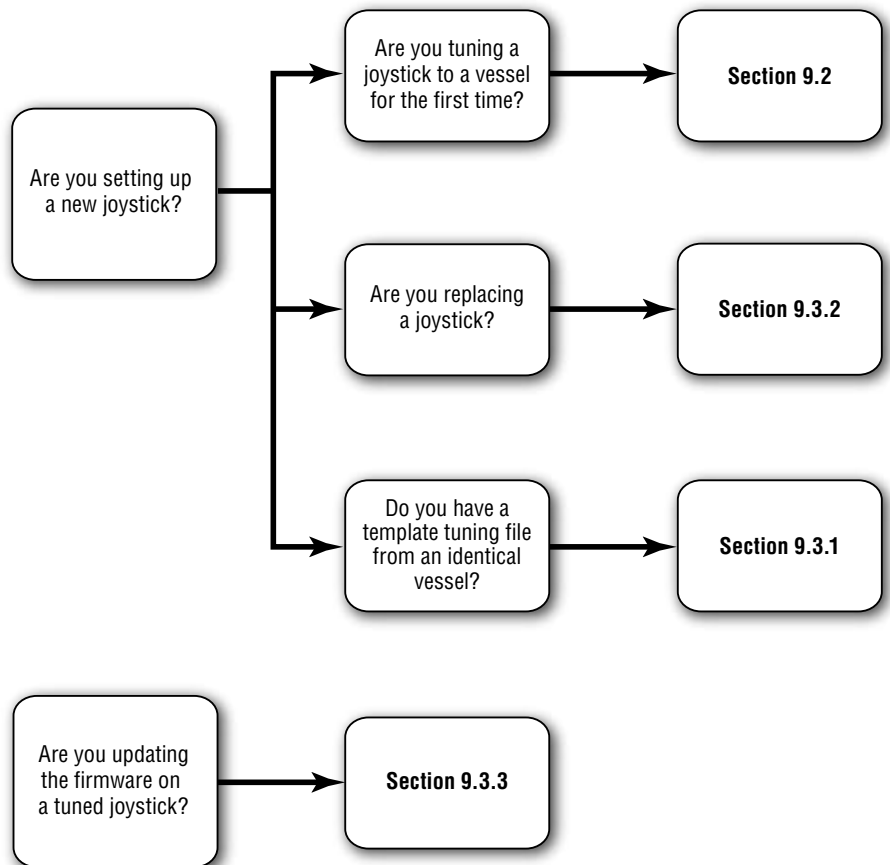 Are you tuning a
joystick to a vessel
for the first time?
Section 9.2
Are you setting up
a new joystick?
Are you replacing
a joystick?
Section 9.3.2
Do you have a
template tuning file
from an identical
vessel?
Section 9.3.1
Are you updating
the firmware on
a tuned joystick?
Section 9.3.3